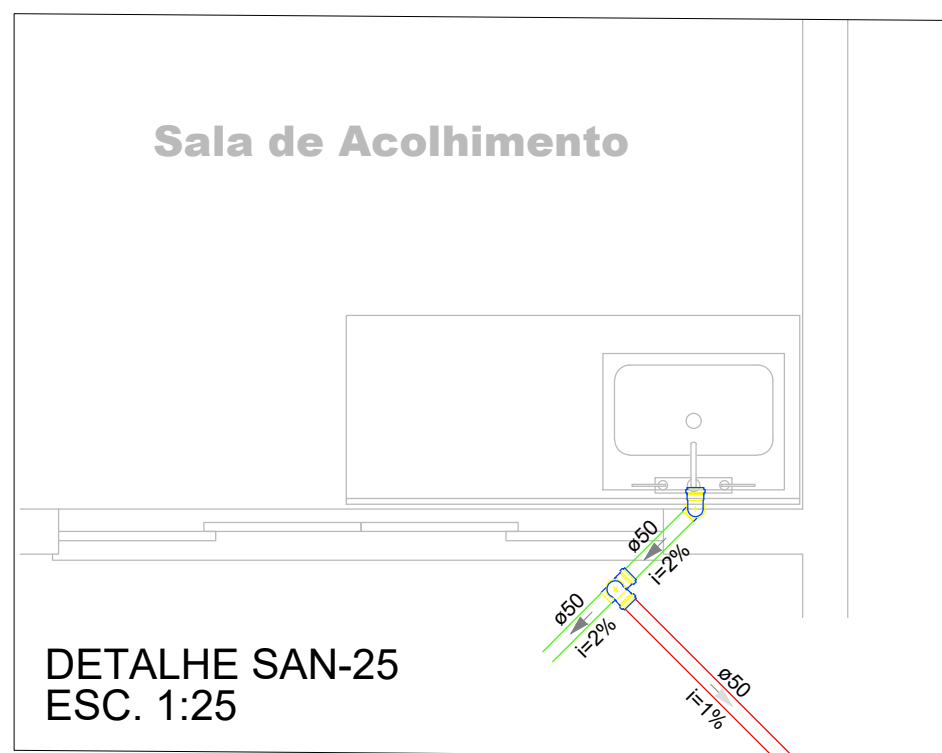 Sala de Acolhimento
ø50
i=2%
ø50
i=2%
ø50
i=1%
DETALHE SAN-25
ESC. 1:25